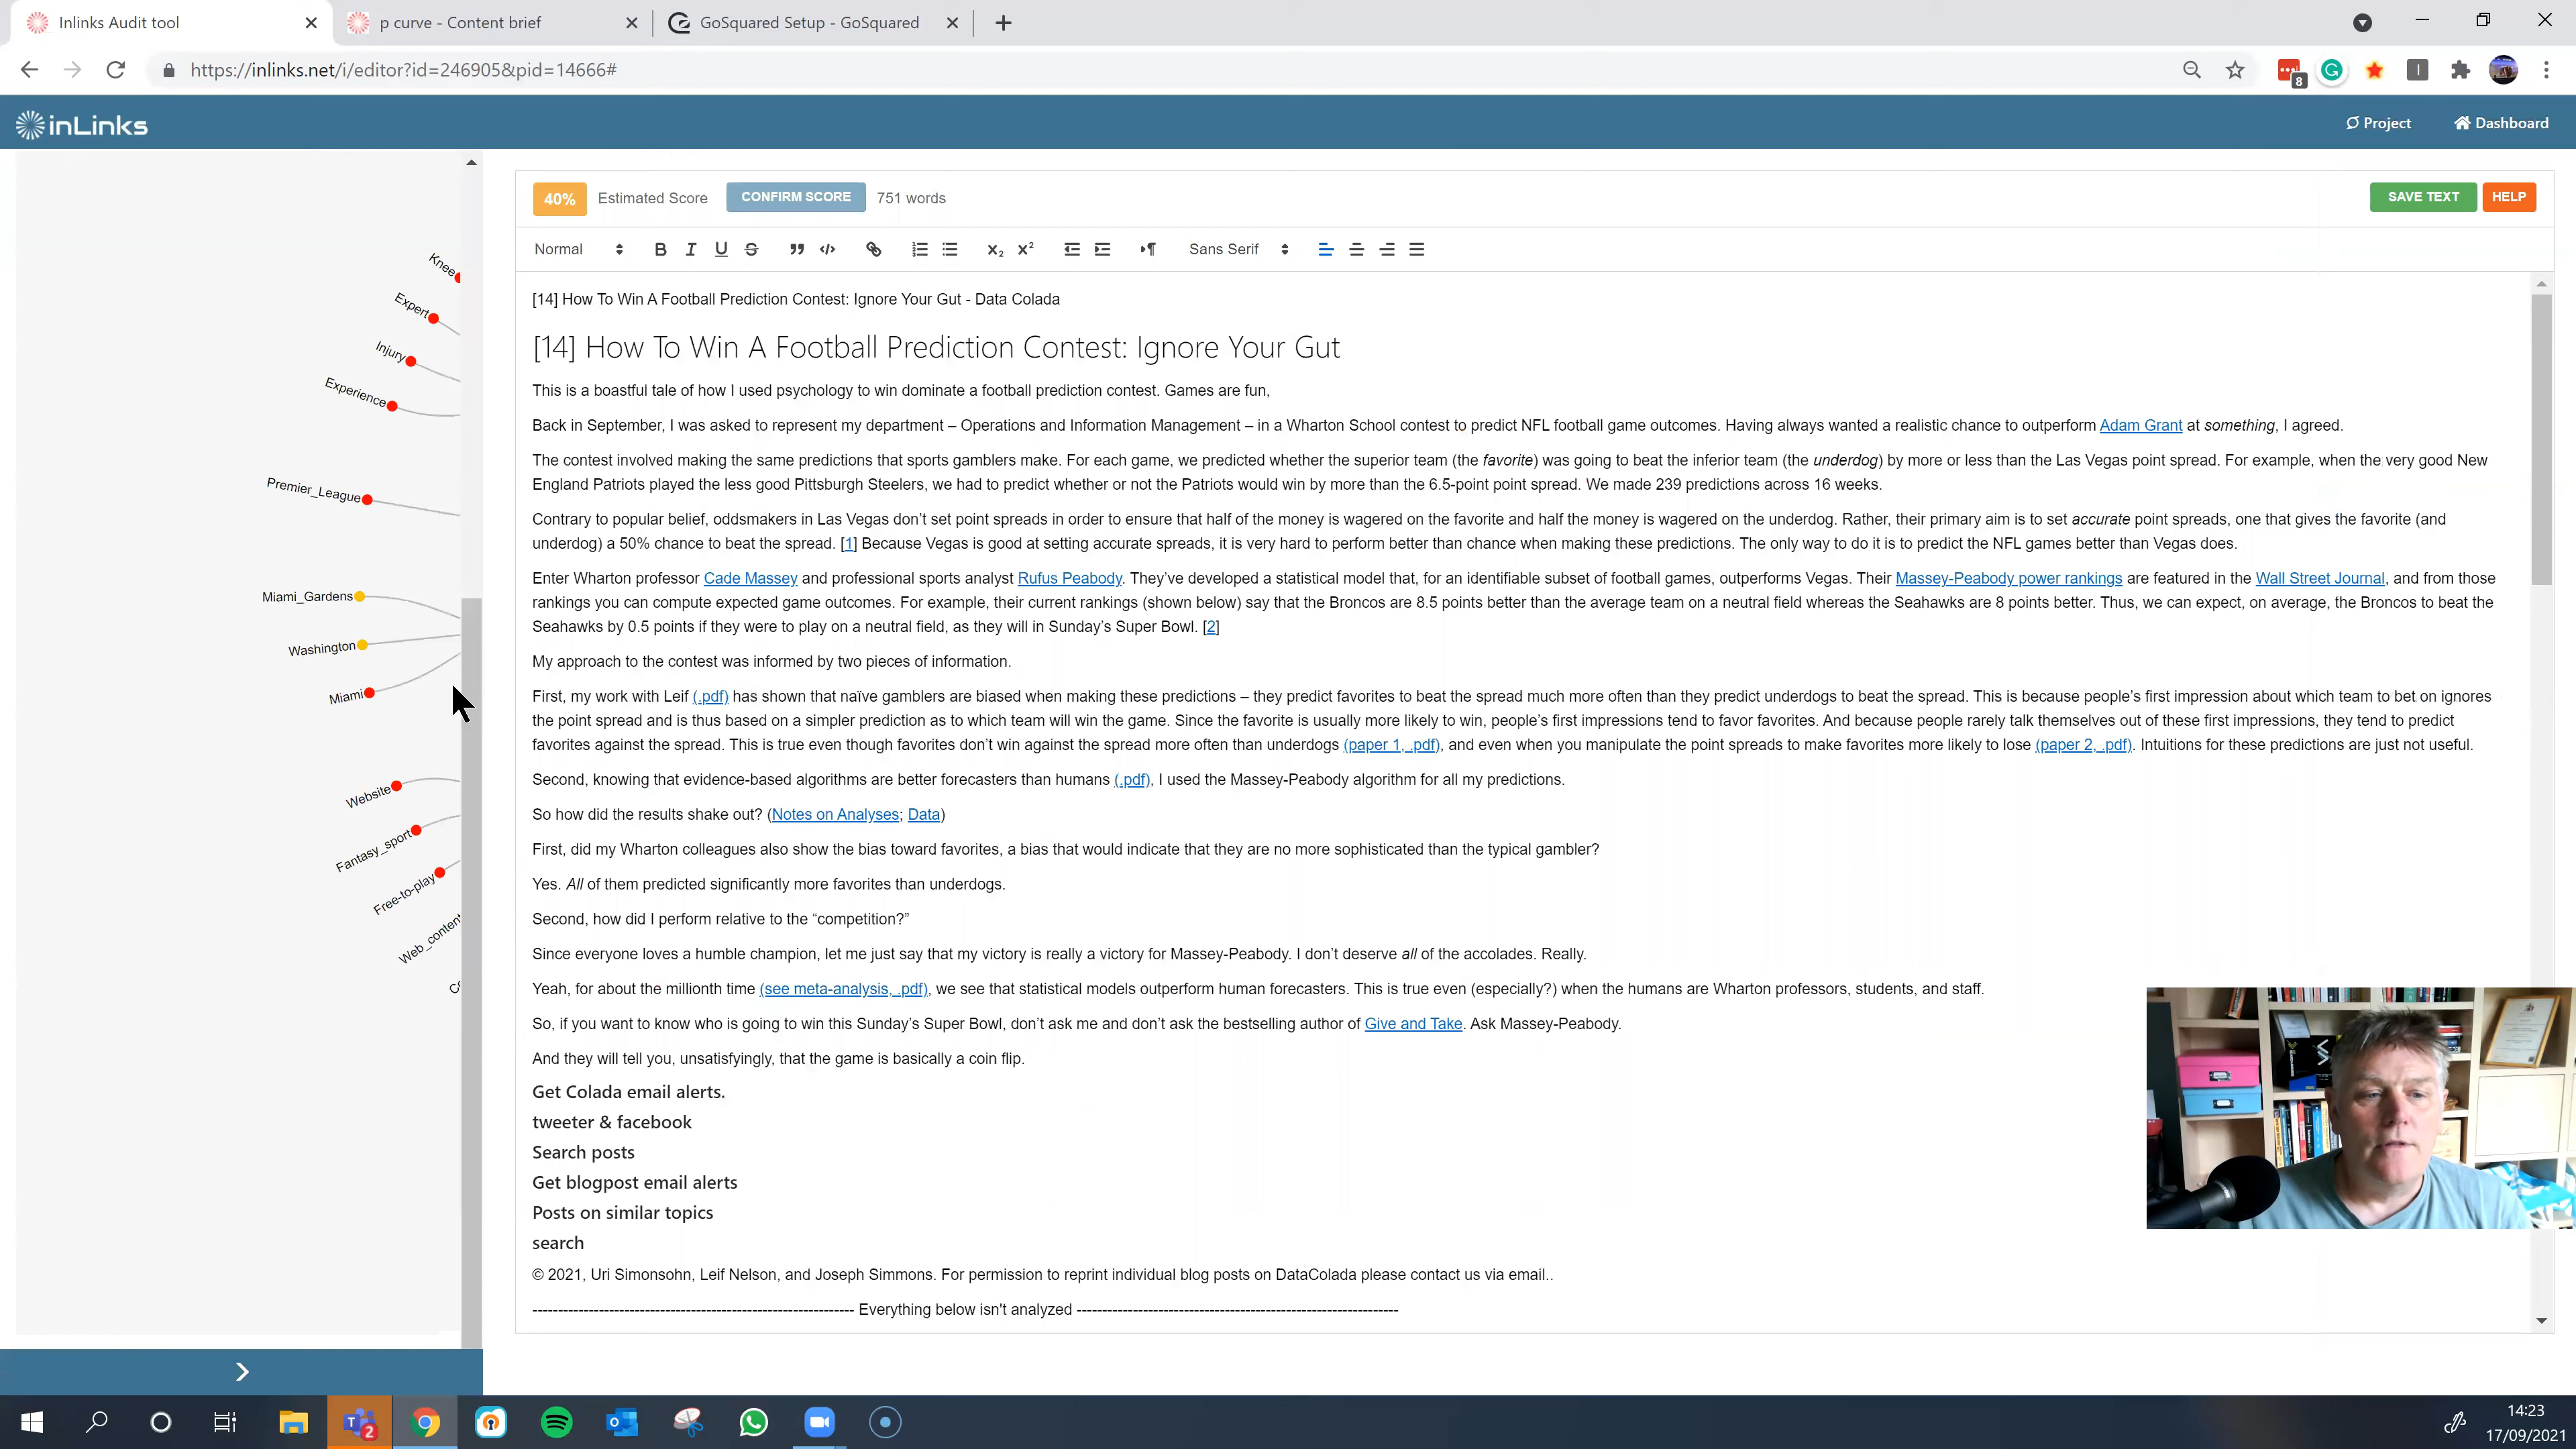 Inlinks Audit tool
p curve - Content brief
GoSquared Setup - GoSquared
https://inlinks.net/i/editor?id=246905&pid=14666#
8
inLinks
Project
Dashboard
40%
Estimated Score
CONFIRM SCORE
751 words
SAVE TEXT
HELP
Normal
Sans Serif
Knee
Expert
Injury
Experience
Premier_League
Miami_Gardens
Washington
Miami
Website
Fantasy_sport
Free-to-play
Web_content
[14] How To Win A Football Prediction Contest: Ignore Your Gut - Data Colada
[14] How To Win A Football Prediction Contest: Ignore Your Gut
This is a boastful tale of how I used psychology to win dominate a football prediction contest. Games are fun,
Back in September, I was asked to represent my department – Operations and Information Management – in a Wharton School contest to predict NFL football game outcomes. Having always wanted a realistic chance to outperform Adam Grant at something, I agreed.
The contest involved making the same predictions that sports gamblers make. For each game, we predicted whether the superior team (the favorite) was going to beat the inferior team (the underdog) by more or less than the Las Vegas point spread. For example, when the very good New
England Patriots played the less good Pittsburgh Steelers, we had to predict whether or not the Patriots would win by more than the 6.5-point point spread. We made 239 predictions across 16 weeks.
Contrary to popular belief, oddsmakers in Las Vegas don't set point spreads in order to ensure that half of the money is wagered on the favorite and half the money is wagered on the underdog. Rather, their primary aim is to set accurate point spreads, one that gives the favorite (and
underdog) a 50% chance to beat the spread. [1] Because Vegas is good at setting accurate spreads, it is very hard to perform better than chance when making these predictions. The only way to do it is to predict the NFL games better than Vegas does.
Enter Wharton professor Cade Massey and professional sports analyst Rufus Peabody. They've developed a statistical model that, for an identifiable subset of football games, outperforms Vegas. Their Massey-Peabody power rankings are featured in the Wall Street Journal, and from those
rankings you can compute expected game outcomes. For example, their current rankings (shown below) say that the Broncos are 8.5 points better than the average team on a neutral field whereas the Seahawks are 8 points better. Thus, we can expect, on average, the Broncos to beat the
Seahawks by 0.5 points if they were to play on a neutral field, as they will in Sunday's Super Bowl. [2]
My approach to the contest was informed by two pieces of information.
First, my work with Leif (.pdf) has shown that naïve gamblers are biased when making these predictions – they predict favorites to beat the spread much more often than they predict underdogs to beat the spread. This is because people's first impression about which team to bet on ignores
the point spread and is thus based on a simpler prediction as to which team will win the game. Since the favorite is usually more likely to win, people's first impressions tend to favor favorites. And because people rarely talk themselves out of these first impressions, they tend to predict
favorites against the spread. This is true even though favorites don't win against the spread more often than underdogs (paper 1, .pdf), and even when you manipulate the point spreads to make favorites more likely to lose (paper 2, .pdf). Intuitions for these predictions are just not useful.
Second, knowing that evidence-based algorithms are better forecasters than humans (.pdf), I used the Massey-Peabody algorithm for all my predictions.
So how did the results shake out? (Notes on Analyses; Data)
First, did my Wharton colleagues also show the bias toward favorites, a bias that would indicate that they are no more sophisticated than the typical gambler?
Yes. All of them predicted significantly more favorites than underdogs.
Second, how did I perform relative to the “competition?”
Since everyone loves a humble champion, let me just say that my victory is really a victory for Massey-Peabody. I don't deserve all of the accolades. Really.
Yeah, for about the millionth time (see meta-analysis, .pdf), we see that statistical models outperform human forecasters. This is true even (especially?) when the humans are Wharton professors, students, and staff.
So, if you want to know who is going to win this Sunday's Super Bowl, don't ask me and don't ask the bestselling author of Give and Take. Ask Massey-Peabody.
And they will tell you, unsatisfyingly, that the game is basically a coin flip.
Get Colada email alerts.
tweeter & facebook
Search posts
Get blogpost email alerts
Posts on similar topics
search
© 2021, Uri Simonsohn, Leif Nelson, and Joseph Simmons. For permission to reprint individual blog posts on DataColada please contact us via email..
---------------------------------------------------------------- Everything below isn't analyzed ----------------------------------------------------------------
2
14:23
17/09/2021